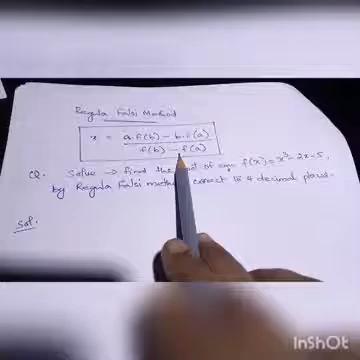 Regula Falsi Method
x = a.f(b) - b.f(a) / f(b) - f(a)
Q. Solve → find the of eqn f(x) = x³-2x-5,
by Regula Falsi correct to 4 decimal places.
Sol.
InShOt